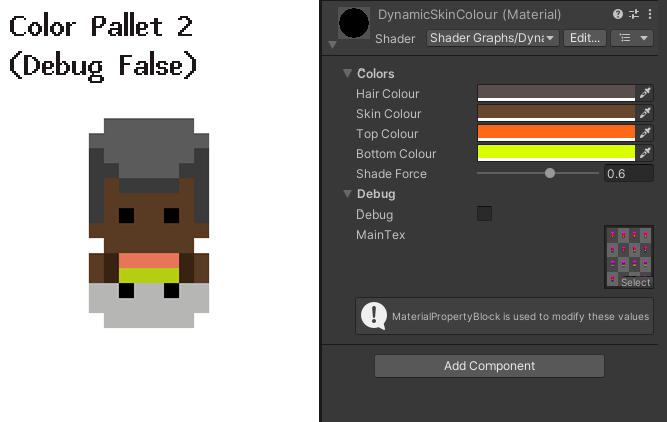 Color Pallet 2
(Debug False)
DynamicSkinColour (Material)
Shader
Shader Graphs/Dyna
Edit...
Colors
Hair Colour
Skin Colour
Top Colour
Bottom Colour
Shade Force
0.6
Debug
Debug
MainTex
Select
MaterialPropertyBlock is used to modify these values
Add Component